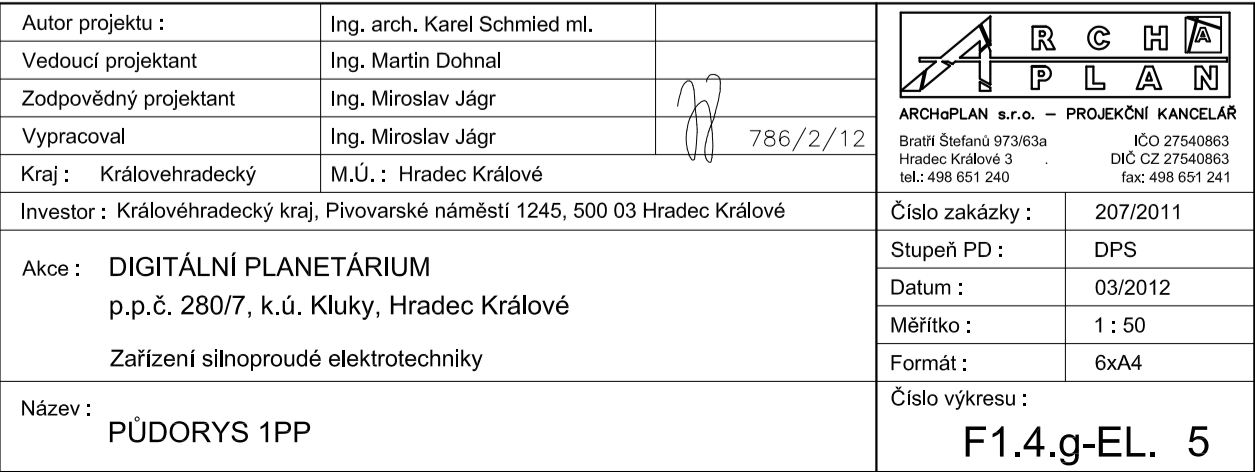 Autor projektu : Ing. arch. Karel Schmied ml.
Vedoucí projektant Ing. Martin Dohnal
Zodpovědný projektant Ing. Miroslav Jágr
Vypracoval Ing. Miroslav Jágr 786/2/12
Kraj : Královehradecký M.Ú. : Hradec Králové
Investor : Královéhradecký kraj, Pivovarské náměstí 1245, 500 03 Hradec Králové
Akce : DIGITÁLNÍ PLANETÁRIUM
p.p.č. 280/7, k.ú. Kluky, Hradec Králové
Zařízení silnoproudé elektrotechniky
Název :
PŮDORYS 1PP
ARCH A
PLAN
ARCHaPLAN s.r.o. – PROJEKČNÍ KANCELÁŘ
Bratří Štefanů 973/63a IČO 27540863
Hradec Králové 3 DIČ CZ 27540863
tel.: 498 651 240 fax: 498 651 241
Číslo zakázky : 207/2011
Stupeň PD : DPS
Datum : 03/2012
Měřítko : 1 : 50
Formát : 6xA4
Číslo výkresu :
F1.4.g-EL. 5